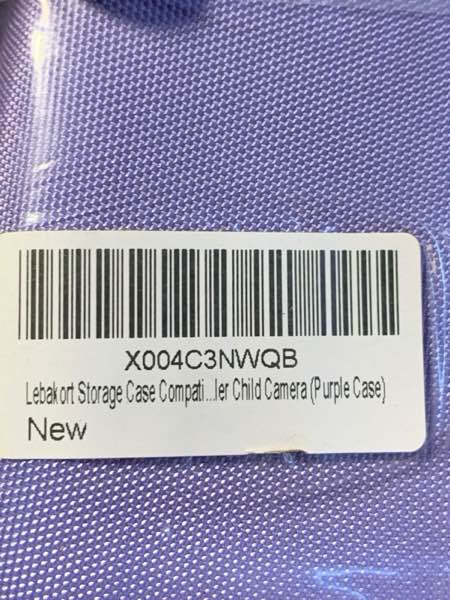 X004C3NWQB
Lebakort Storage Case Compati...ler Child Camera (Purple Case)
New